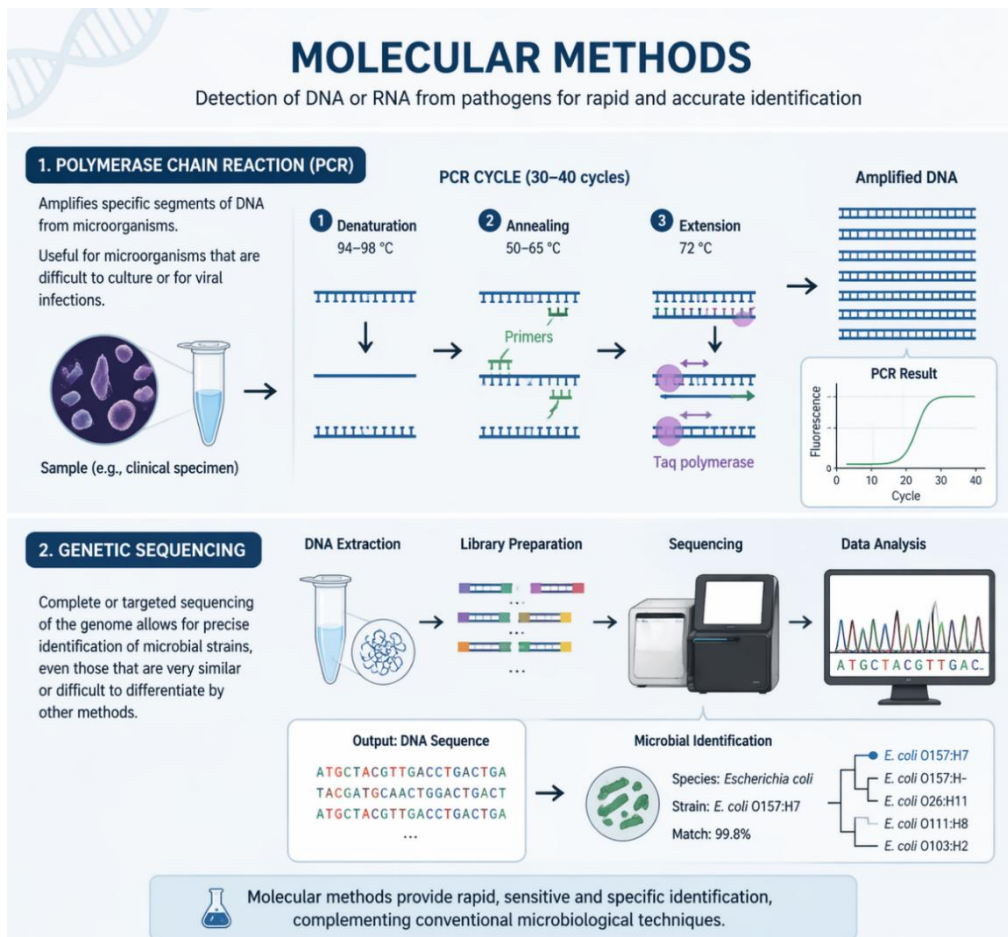 MOLECULAR METHODS
Detection of DNA or RNA from pathogens for rapid and accurate identification
1. POLYMERASE CHAIN REACTION (PCR)
Amplifies specific segments of DNA
from microorganisms.
Useful for microorganisms that are
difficult to culture or for viral
infections.
Sample (e.g., clinical specimen)
PCR CYCLE (30–40 cycles)
1 Denaturation
94–98 °C
2 Annealing
50–65 °C
Primers
3 Extension
72 °C
Taq polymerase
Amplified DNA
PCR Result
Fluorescence
0
0 10 20 30 40
Cycle
2. GENETIC SEQUENCING
Complete or targeted sequencing
of the genome allows for precise
identification of microbial strains,
even those that are very similar
or difficult to differentiate by
other methods.
DNA Extraction
Library Preparation
...
...
...
Sequencing
Data Analysis
ATGCTACGTTGAC..
Output: DNA Sequence
ATGCTACGTTGACCTGACTGA
TACGATGCAACTGGACTGACT
ATGCTACGTTGACCTGACTGA
...
Microbial Identification
Species: Escherichia coli
Strain: E. coli O157:H7
Match: 99.8%
E. coli O157:H7
E. coli O157:H-
E. coli O26:H11
E. coli O111:H8
E. coli O103:H2
Molecular methods provide rapid, sensitive and specific identification,
complementing conventional microbiological techniques.